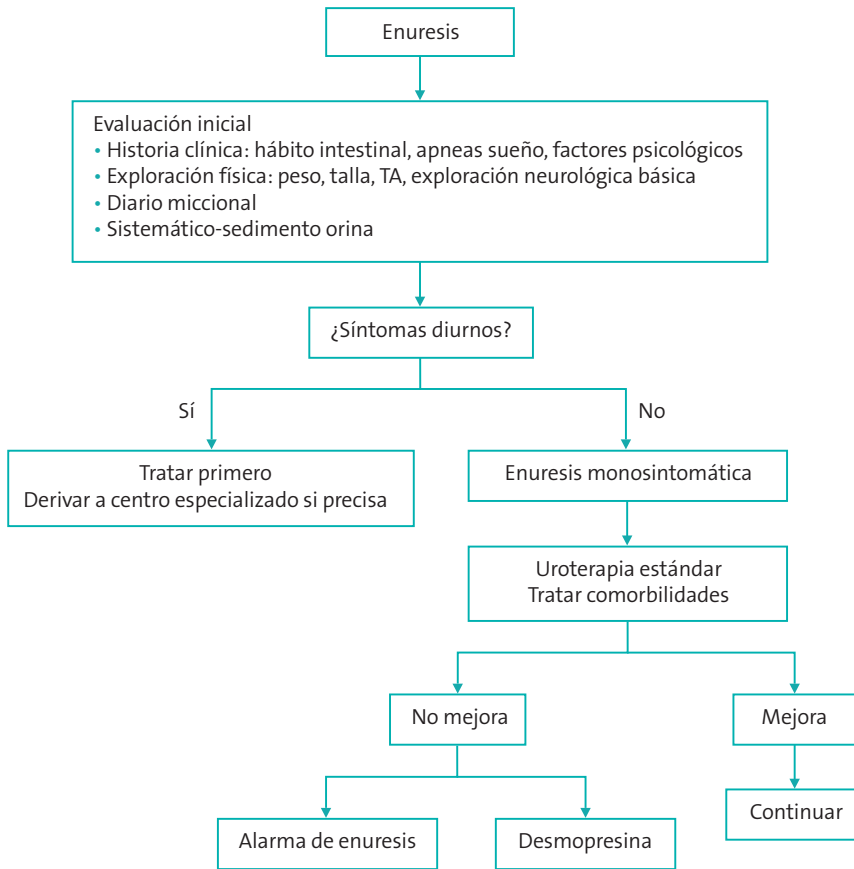 Enuresis
Evaluación inicial
• Historia clínica: hábito intestinal, apneas sueño, factores psicológicos
• Exploración física: peso, talla, TA, exploración neurológica básica
• Diario miccional
• Sistemático-sedimento orina
¿Síntomas diurnos?
Sí
No
Tratar primero
Derivar a centro especializado si precisa
Enuresis monosintomática
Uroterapia estándar
Tratar comorbilidades
No mejora
Mejora
Continuar
Alarma de enuresis
Desmopresina